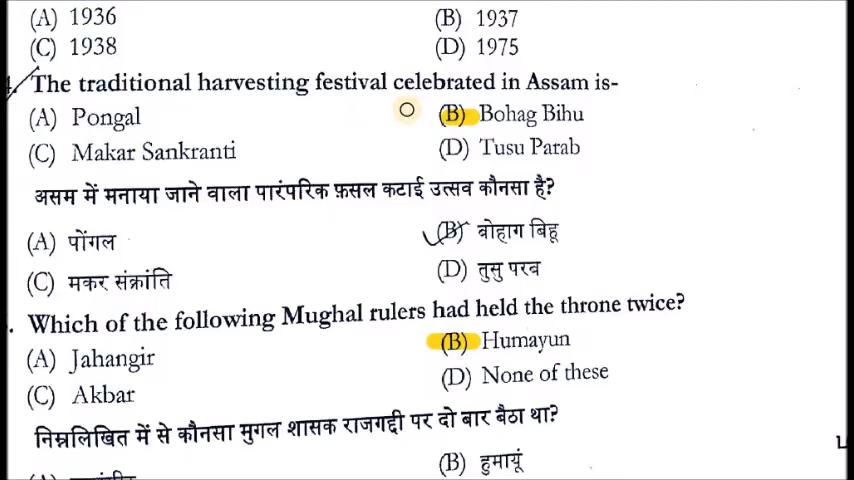 (A) 1936 (B) 1937
(C) 1938 (D) 1975
4. The traditional harvesting festival celebrated in Assam is-
(A) Pongal (B) Bohag Bihu
(C) Makar Sankranti (D) Tusu Parab
असम में मनाया जाने वाला पारंपरिक फ़सल कटाई उत्सव कौनसा है?
(A) पोंगल (B) बोहाग बिहू
(C) मकर संक्रांति (D) तुसु परब
. Which of the following Mughal rulers had held the throne twice?
(A) Jahangir (B) Humayun
(C) Akbar (D) None of these
निम्नलिखित में से कौनसा मुगल शासक राजगद्दी पर दो बार बैठा था?
(B) हुमायूं